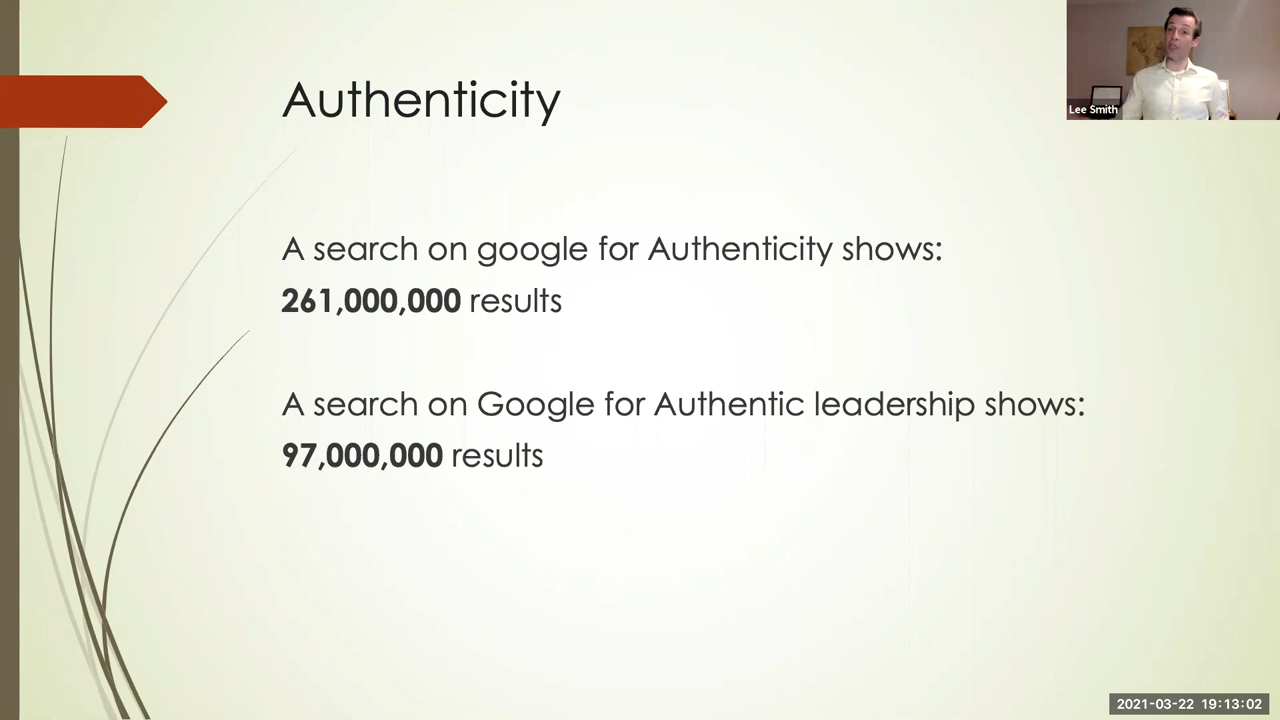 Authenticity
Lee Smith
A search on google for Authenticity shows:
261,000,000 results
A search on Google for Authentic leadership shows:
97,000,000 results
2021-03-22 19:13:02